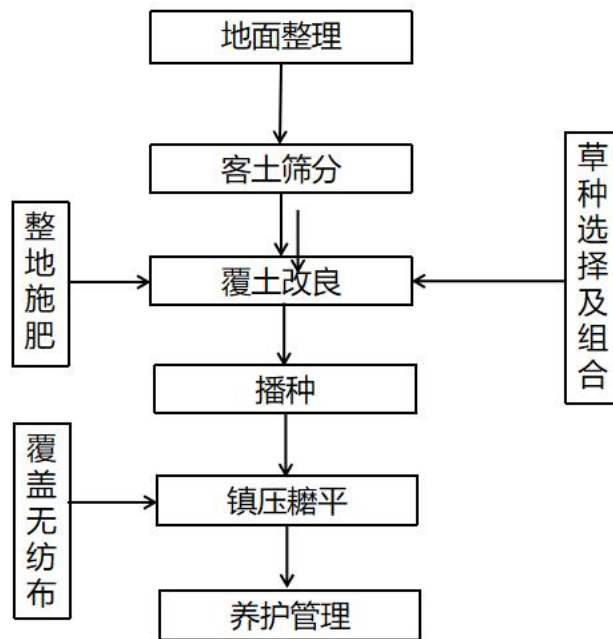 地面整理
客土筛分
整地施肥
覆土改良
草种选择及组合
播种
覆盖无纺布
镇压耱平
养护管理